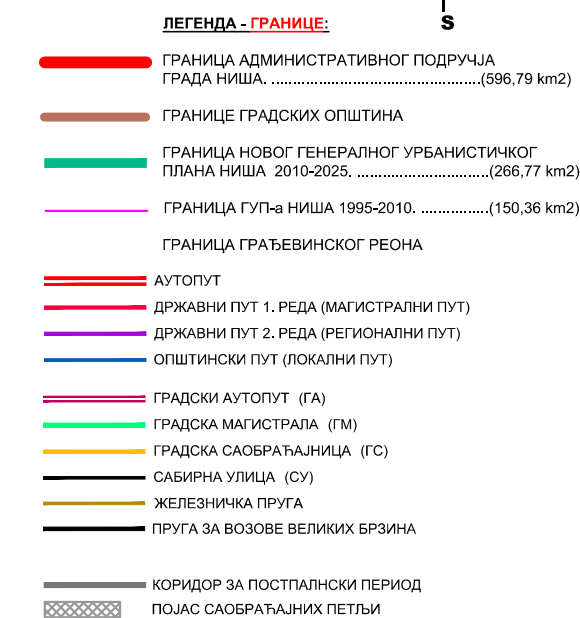 S
ЛЕГЕНДА - ГРАНИЦЕ:
ГРАНИЦА АДМИНИСТРАТИВНОГ ПОДРУЧЈА
ГРАДА НИША. ...................................(596,79 km2)
ГРАНИЦЕ ГРАДСКИХ ОПШТИНА
ГРАНИЦА НОВОГ ГЕНЕРАЛНОГ УРБАНИСТИЧКОГ
ПЛАНА НИША 2010-2025. ......................(266,77 km2)
ГРАНИЦА ГУП-а НИША 1995-2010. ...............(150,36 km2)
ГРАНИЦА ГРАЂЕВИНСКОГ РЕОНА
АУТОПУТ
ДРЖАВНИ ПУТ 1. РЕДА (МАГИСТРАЛНИ ПУТ)
ДРЖАВНИ ПУТ 2. РЕДА (РЕГИОНАЛНИ ПУТ)
ОПШТИНСКИ ПУТ (ЛОКАЛНИ ПУТ)
ГРАДСКИ АУТОПУТ (ГА)
ГРАДСКА МАГИСТРАЛА (ГМ)
ГРАДСКА САОБРАЋАЈНИЦА (ГС)
САБИРНА УЛИЦА (СУ)
ЖЕЛЕЗНИЧКА ПРУГА
ПРУГА ЗА ВОЗОВЕ ВЕЛИКИХ БРЗИНА
КОРИДОР ЗА ПОСТПАЛНСКИ ПЕРИОД
ПОЈАС САОБРАЋАЈНИХ ПЕТЉИ